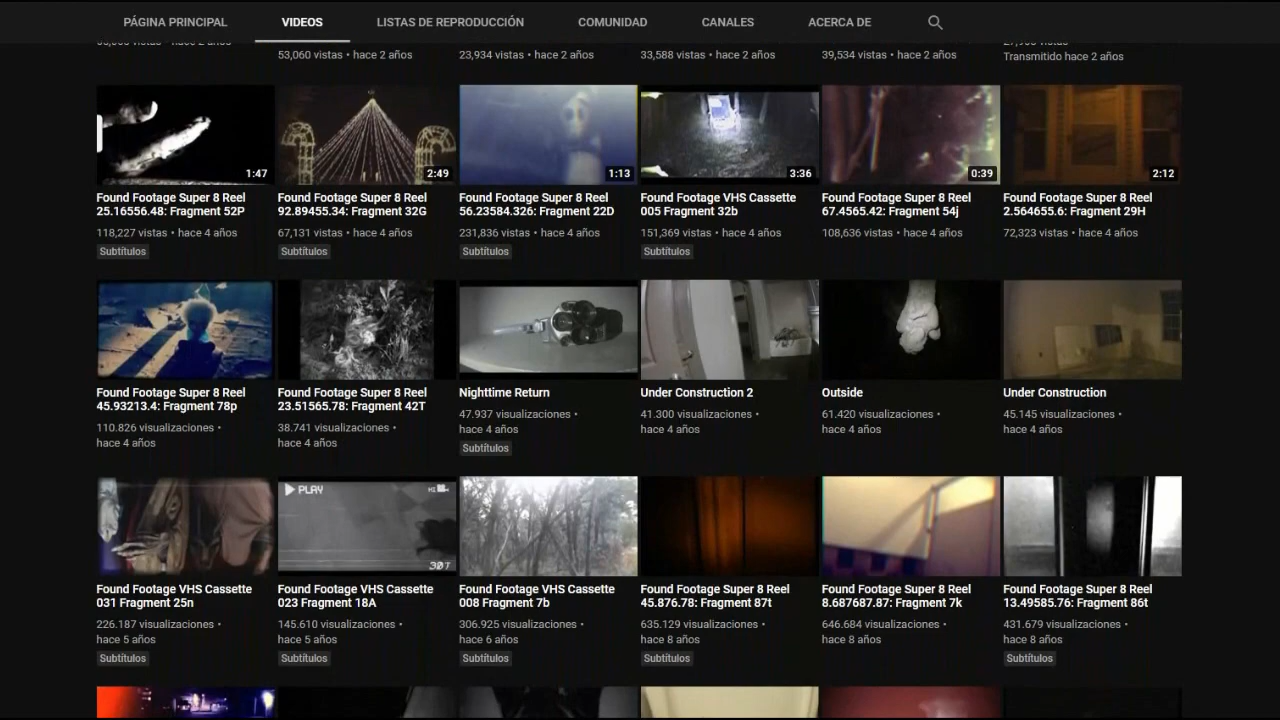 PÁGINA PRINCIPAL VIDEOS LISTAS DE REPRODUCCIÓN COMUNIDAD CANALES ACERCA DE
vistas • hace 2 años
53,060 vistas • hace 2 años
23,934 vistas • hace 2 años
33,588 vistas • hace 2 años
39,534 vistas • hace 2 años
Transmitido hace 2 años
1:47
2:49
1:13
3:36
0:39
2:12
Found Footage Super 8 Reel
25.16556.48: Fragment 52P
118,227 vistas • hace 4 años
Subtítulos
Found Footage Super 8 Reel
92.89455.34: Fragment 32G
67,131 vistas • hace 4 años
Subtítulos
Found Footage Super 8 Reel
56.23584.326: Fragment 22D
231,836 vistas • hace 4 años
Subtítulos
Found Footage VHS Cassette
005 Fragment 32b
151,369 vistas • hace 4 años
Subtítulos
Found Footage Super 8 Reel
67.4565.42: Fragment 54j
108,636 vistas • hace 4 años
Found Footage Super 8 Reel
2.564655.6: Fragment 29H
72,323 vistas • hace 4 años
Found Footage Super 8 Reel
45.93213.4: Fragment 78p
110.826 visualizaciones •
hace 4 años
Found Footage Super 8 Reel
23.51565.78: Fragment 42T
38.741 visualizaciones •
hace 4 años
Nighttime Return
47.937 visualizaciones •
hace 4 años
Subtítulos
Under Construction 2
41.300 visualizaciones •
hace 4 años
Outside
61.420 visualizaciones •
hace 4 años
Under Construction
45.145 visualizaciones •
hace 4 años
PLAY
30T
Found Footage VHS Cassette
031 Fragment 25n
226.187 visualizaciones •
hace 5 años
Subtítulos
Found Footage VHS Cassette
023 Fragment 18A
145.610 visualizaciones •
hace 5 años
Subtítulos
Found Footage VHS Cassette
008 Fragment 7b
306.925 visualizaciones •
hace 6 años
Subtítulos
Found Footage Super 8 Reel
45.876.78: Fragment 87t
635.129 visualizaciones •
hace 8 años
Subtítulos
Found Footage Super 8 Reel
8.687687.87: Fragment 7k
646.684 visualizaciones •
hace 8 años
Found Footage Super 8 Reel
13.49585.76: Fragment 86t
431.679 visualizaciones •
hace 8 años
Subtítulos